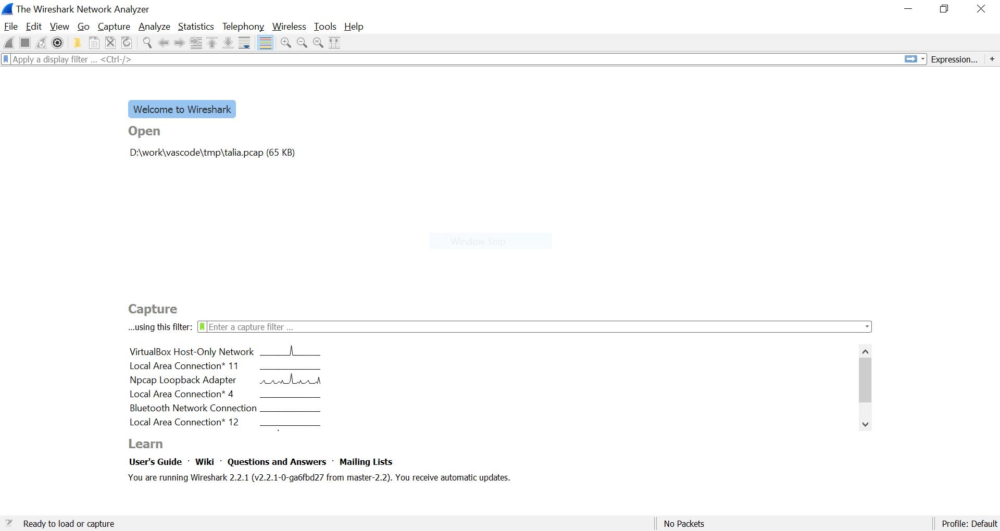 The Wireshark Network Analyzer
File Edit View Go Capture Analyze Statistics Telephony Wireless Tools Help
Apply a display filter ... <Ctrl-/> Expression... +
Welcome to Wireshark
Open
D:\work\vascode\tmp\talia.pcap (65 KB)
Window Snip
Capture
...using this filter: Enter a capture filter ...
VirtualBox Host-Only Network
Local Area Connection* 11
Npcap Loopback Adapter
Local Area Connection* 4
Bluetooth Network Connection
Local Area Connection* 12
Learn
User's Guide · Wiki · Questions and Answers · Mailing Lists
You are running Wireshark 2.2.1 (v2.2.1-0-ga6fbd27 from master-2.2). You receive automatic updates.
Ready to load or capture No Packets Profile: Default